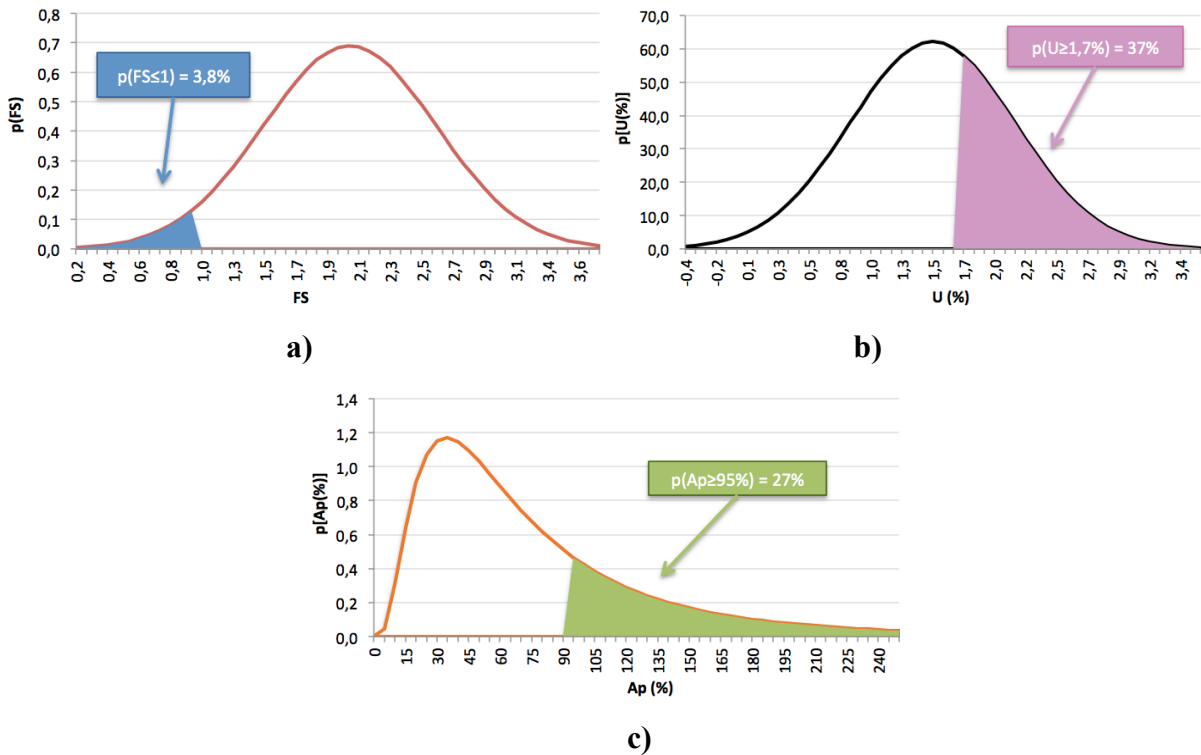 0,8
0,7
0,6
0,5
0,4
0,3
0,2
0,1
0,0
p(FS)
p(FS≤1) = 3,8%
0,2 0,4 0,6 0,8 1,0 1,3 1,5 1,7 1,9 2,1 2,3 2,5 2,7 2,9 3,1 3,4 3,6
FS
a)
70,0
60,0
50,0
40,0
30,0
20,0
10,0
0,0
p[U(%)]
p(U≥1,7%) = 37%
-0,4 -0,2 0,1 0,3 0,5 0,8 1,0 1,3 1,5 1,7 2,0 2,2 2,5 2,7 2,9 3,2 3,4
U (%)
b)
1,4
1,2
1,0
0,8
0,6
0,4
0,2
0,0
p[Ap(%)]
p(Ap≥95%) = 27%
0 15 30 45 60 75 90 105 120 135 150 165 180 195 210 225 240
Ap (%)
c)